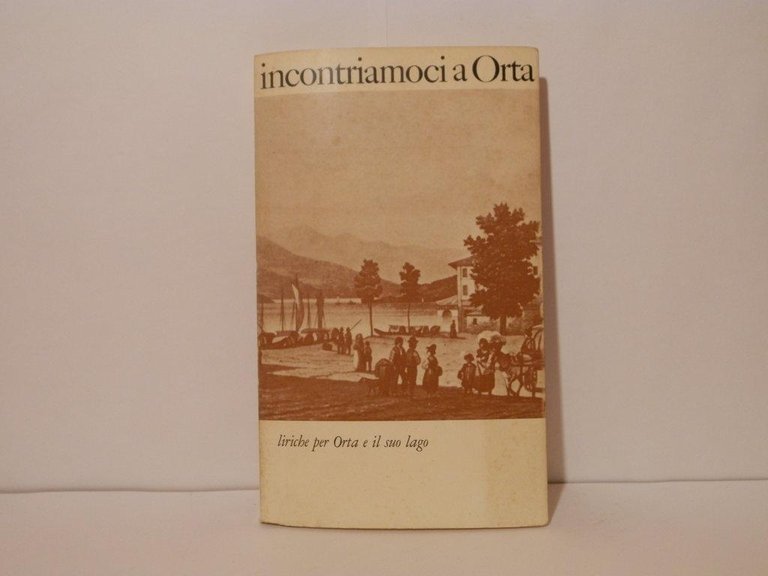 incontriamoci a Orta
liriche per Orta e il suo lago